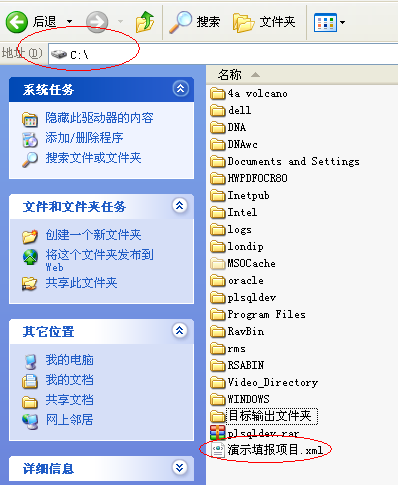 后退 搜索 文件夹
地址(D) C:\
系统任务
隐藏此驱动器的内容
添加/删除程序
搜索文件或文件夹
文件和文件夹任务
创建一个新文件夹
将这个文件夹发布到
Web
共享此文件夹
其它位置
我的电脑
我的文档
共享文档
网上邻居
详细信息
名称
4a volcano
dell
DNA
DNAwc
Documents and Settings
HWPDFOCR80
Inetpub
Intel
logs
londip
MSOCache
oracle
plsqldev
Program Files
RavBin
rms
RSABIN
Video_Directory
WINDOWS
目标输出文件夹
plsqldev.rar
演示填报项目.xml